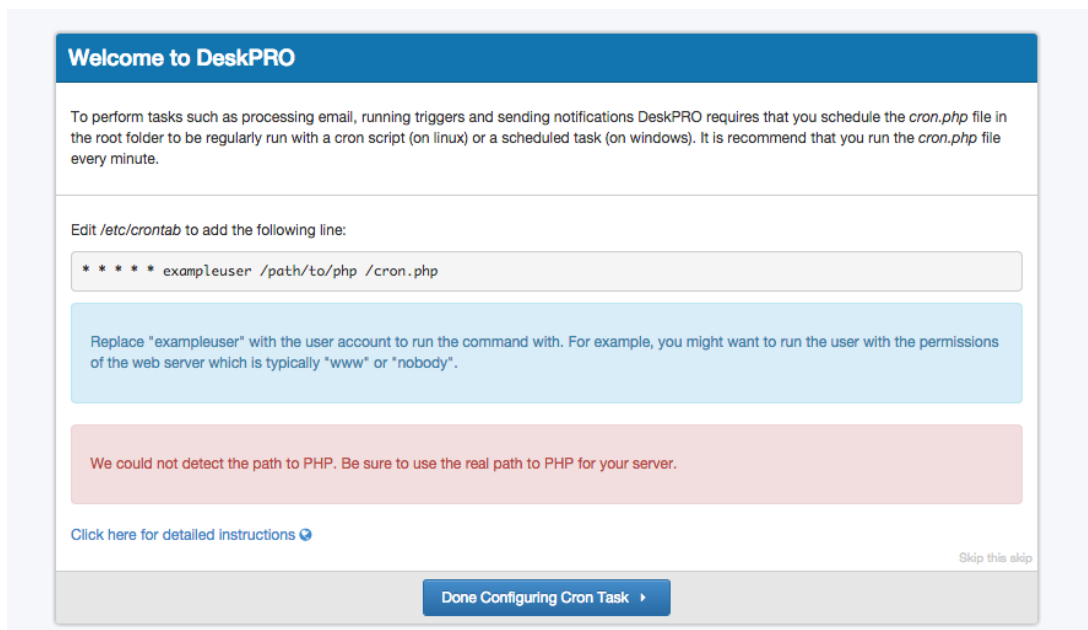 Welcome to DeskPRO
To perform tasks such as processing email, running triggers and sending notifications DeskPRO requires that you schedule the cron.php file in
the root folder to be regularly run with a cron script (on linux) or a scheduled task (on windows). It is recommend that you run the cron.php file
every minute.
Edit /etc/crontab to add the following line:
* * * * * exampleuser /path/to/php /cron.php
Replace "exampleuser" with the user account to run the command with. For example, you might want to run the user with the permissions
of the web server which is typically "www" or "nobody".
We could not detect the path to PHP. Be sure to use the real path to PHP for your server.
Click here for detailed instructions
Skip this skip
Done Configuring Cron Task